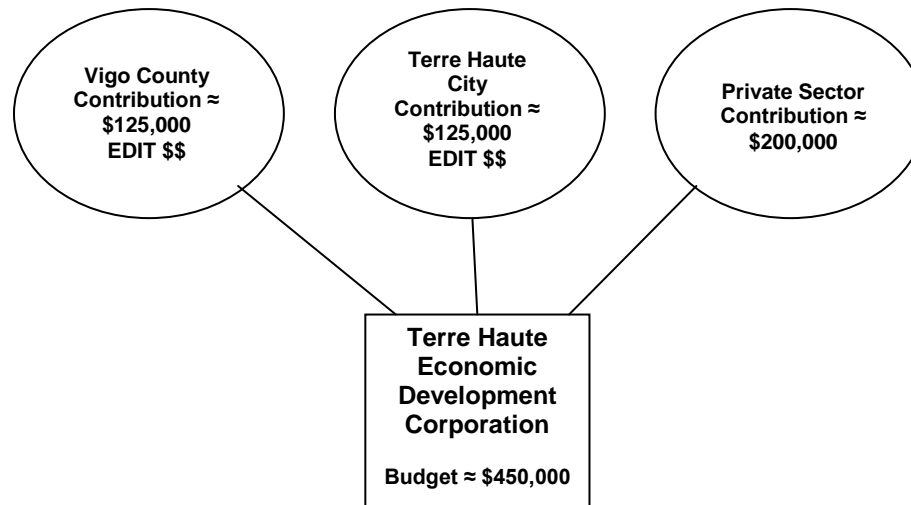 Vigo County
Contribution ≈
$125,000
EDIT $$
Terre Haute
City
Contribution ≈
$125,000
EDIT $$
Private Sector
Contribution ≈
$200,000
Terre Haute
Economic
Development
Corporation
Budget ≈ $450,000